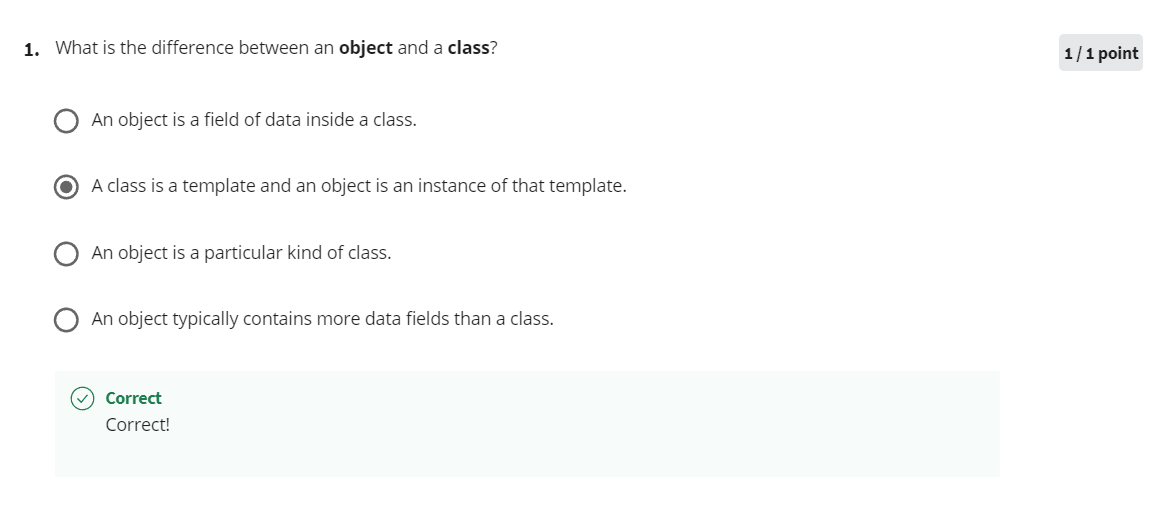 1. What is the difference between an object and a class?
1 / 1 point
An object is a field of data inside a class.
A class is a template and an object is an instance of that template.
An object is a particular kind of class.
An object typically contains more data fields than a class.
Correct
Correct!